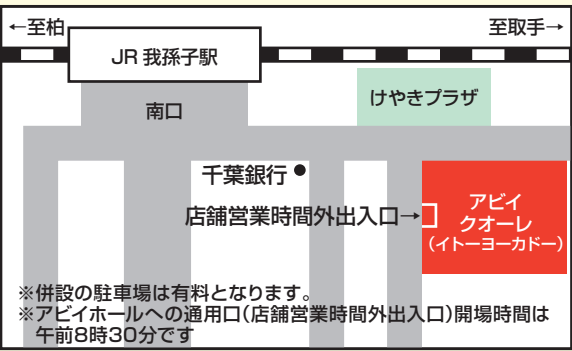 ←至柏
至取手→
JR 我孫子駅
南口
けやきプラザ
千葉銀行●
店舗営業時間外出入口→
アビイ
クオーレ
(イトーヨーカドー)
※併設の駐車場は有料となります。
※アビイホールへの通用口(店舗営業時間外出入口)開場時間は
午前8時30分です